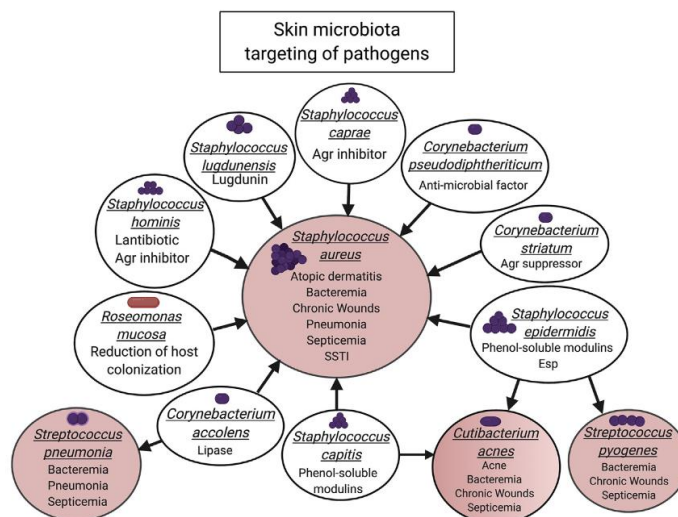 Skin microbiota
targeting of pathogens
Staphylococcus
caprae
Agr inhibitor
Staphylococcus
lugdunensis
Lugdunin
Corynebacterium
pseudodiphtheriticum
Anti-microbial factor
Staphylococcus
hominis
Lantibiotic
Agr inhibitor
Staphylococcus
aureus
Atopic dermatitis
Bacteremia
Chronic Wounds
Pneumonia
Septicemia
SSTI
Corynebacterium
striatum
Agr suppressor
Roseomonas
mucosa
Reduction of host
colonization
Staphylococcus
epidermidis
Phenol-soluble modulins
Esp
Streptococcus
pneumonia
Bacteremia
Pneumonia
Septicemia
Corynebacterium
accolens
Lipase
Staphylococcus
capitis
Phenol-soluble
modulins
Cutibacterium
acnes
Acne
Bacteremia
Chronic Wounds
Septicemia
Streptococcus
pyogenes
Bacteremia
Chronic Wounds
Septicemia